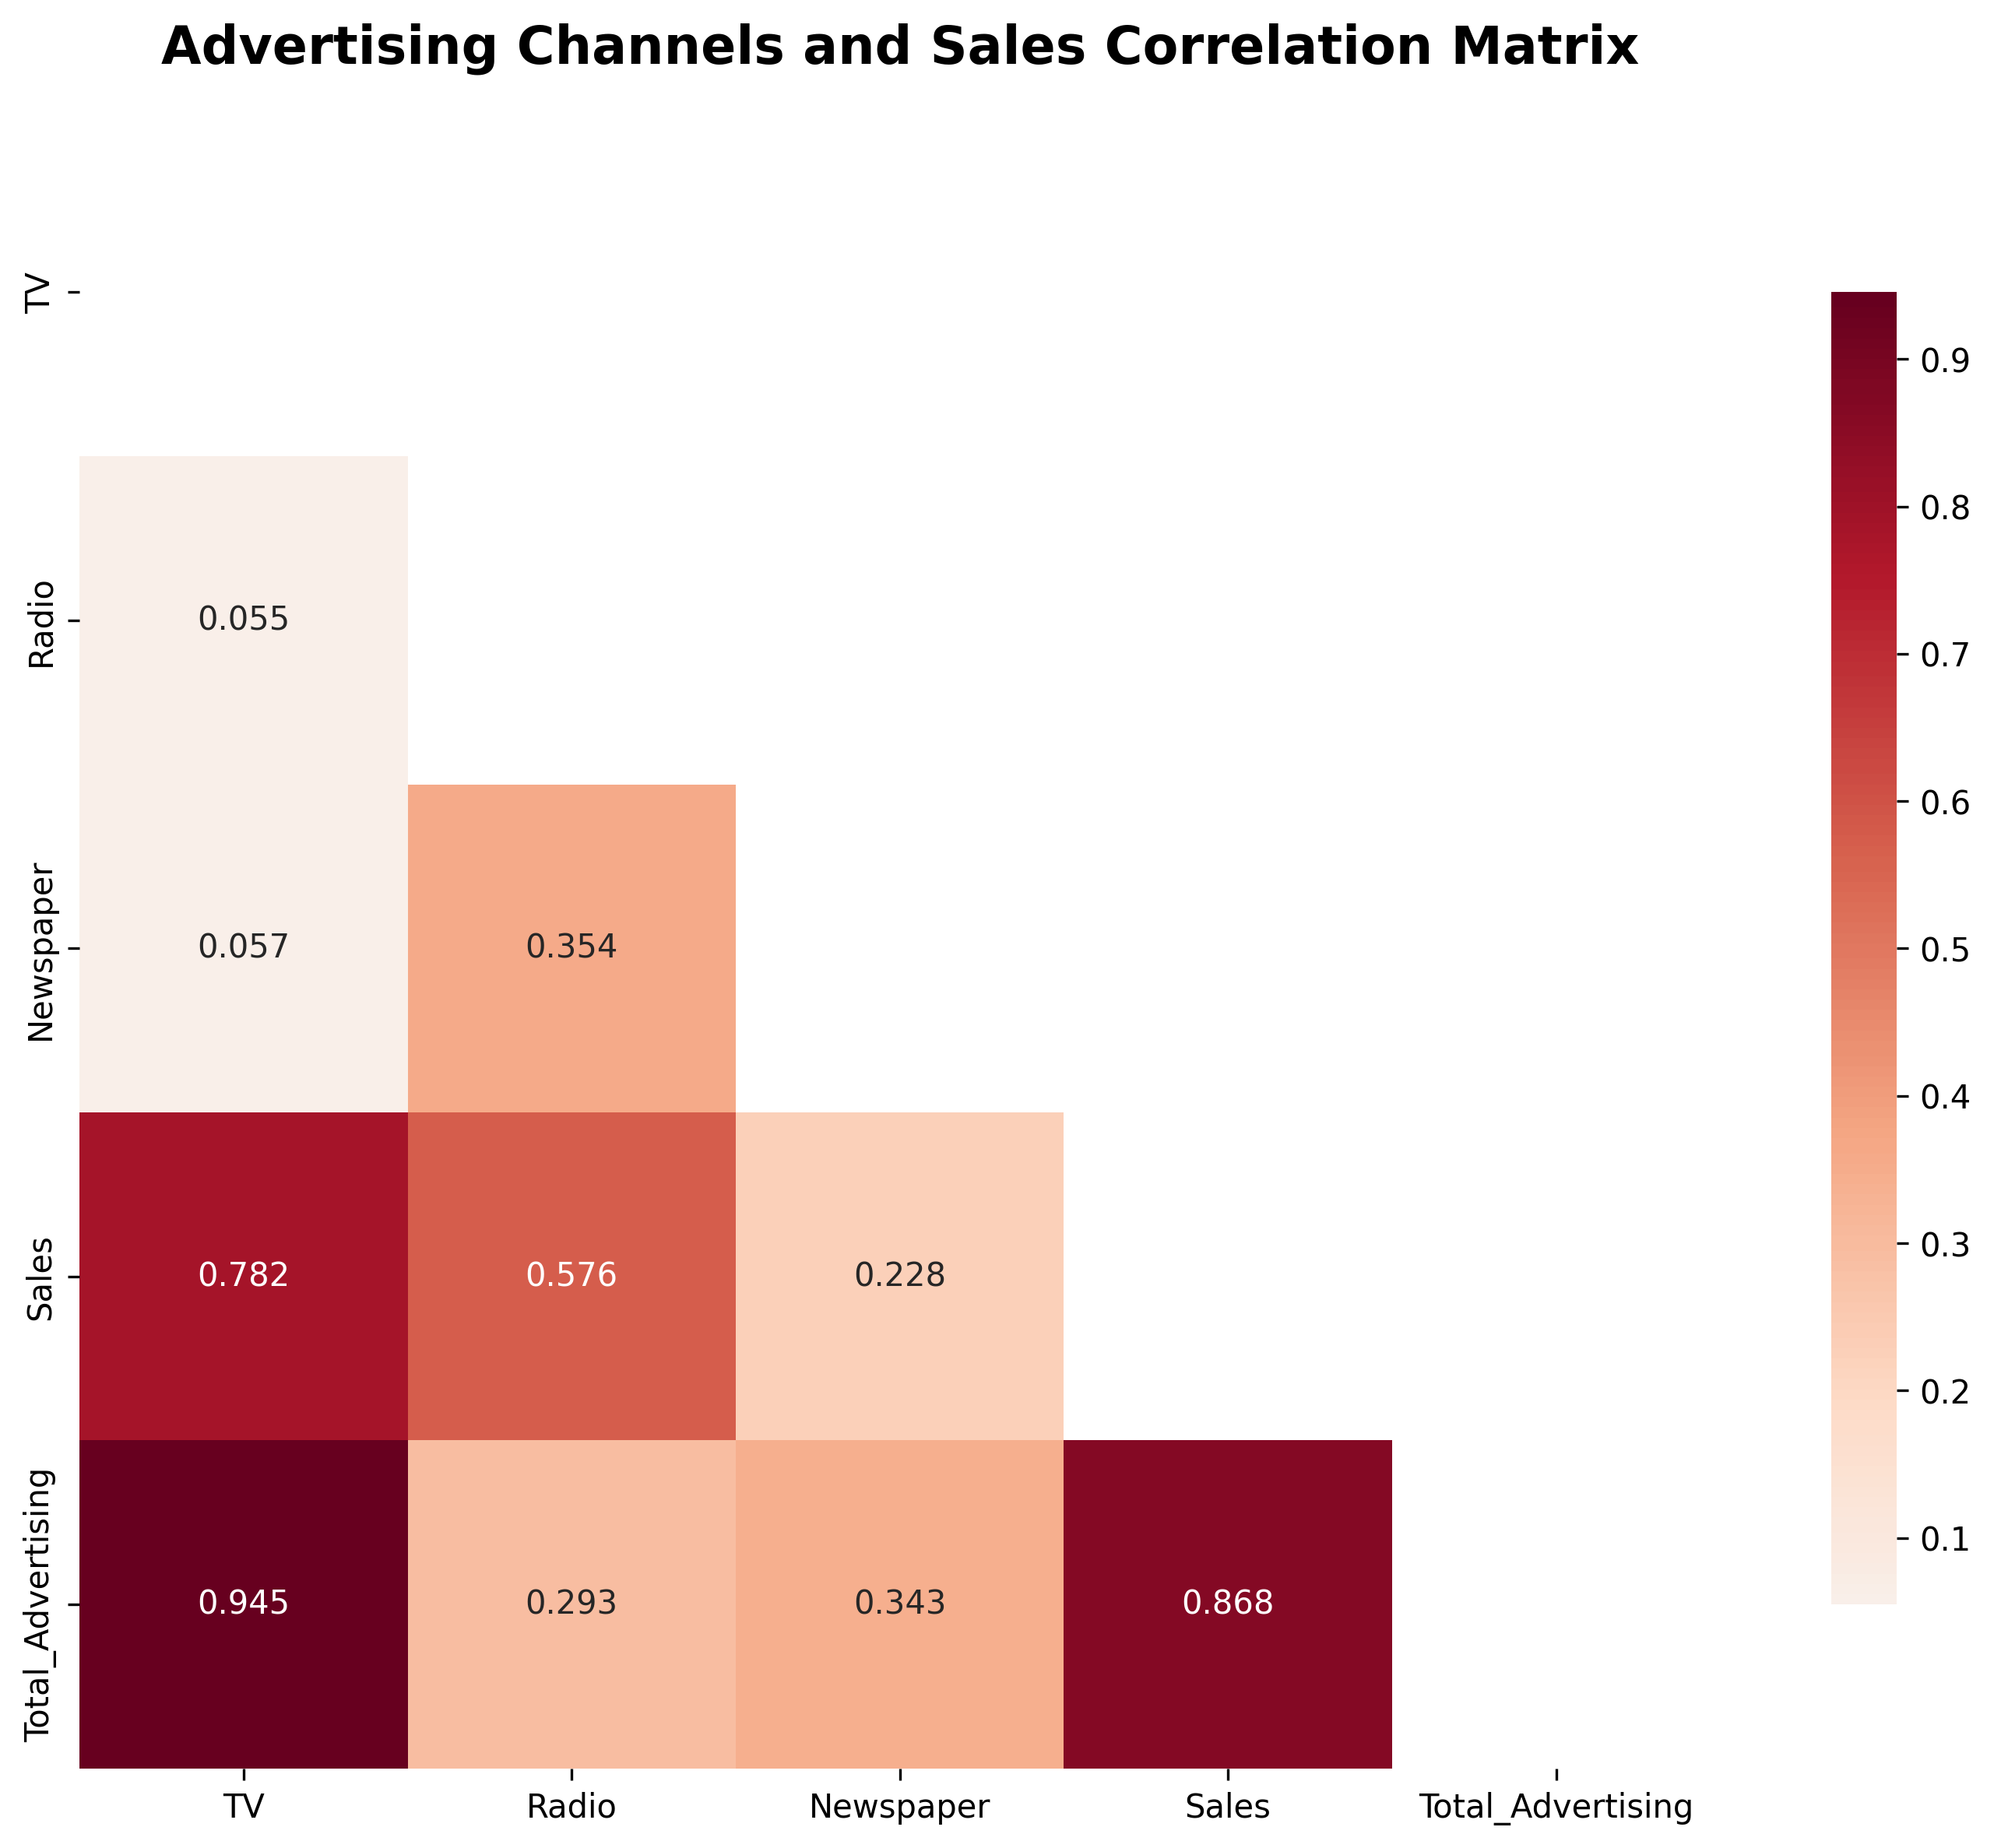 Advertising Channels and Sales Correlation Matrix
TV
Radio
Newspaper
Sales
Total_Advertising
0.055
0.057 0.354
0.782 0.576 0.228
0.945 0.293 0.343 0.868
TV Radio Newspaper Sales Total_Advertising
0.9
0.8
0.7
0.6
0.5
0.4
0.3
0.2
0.1